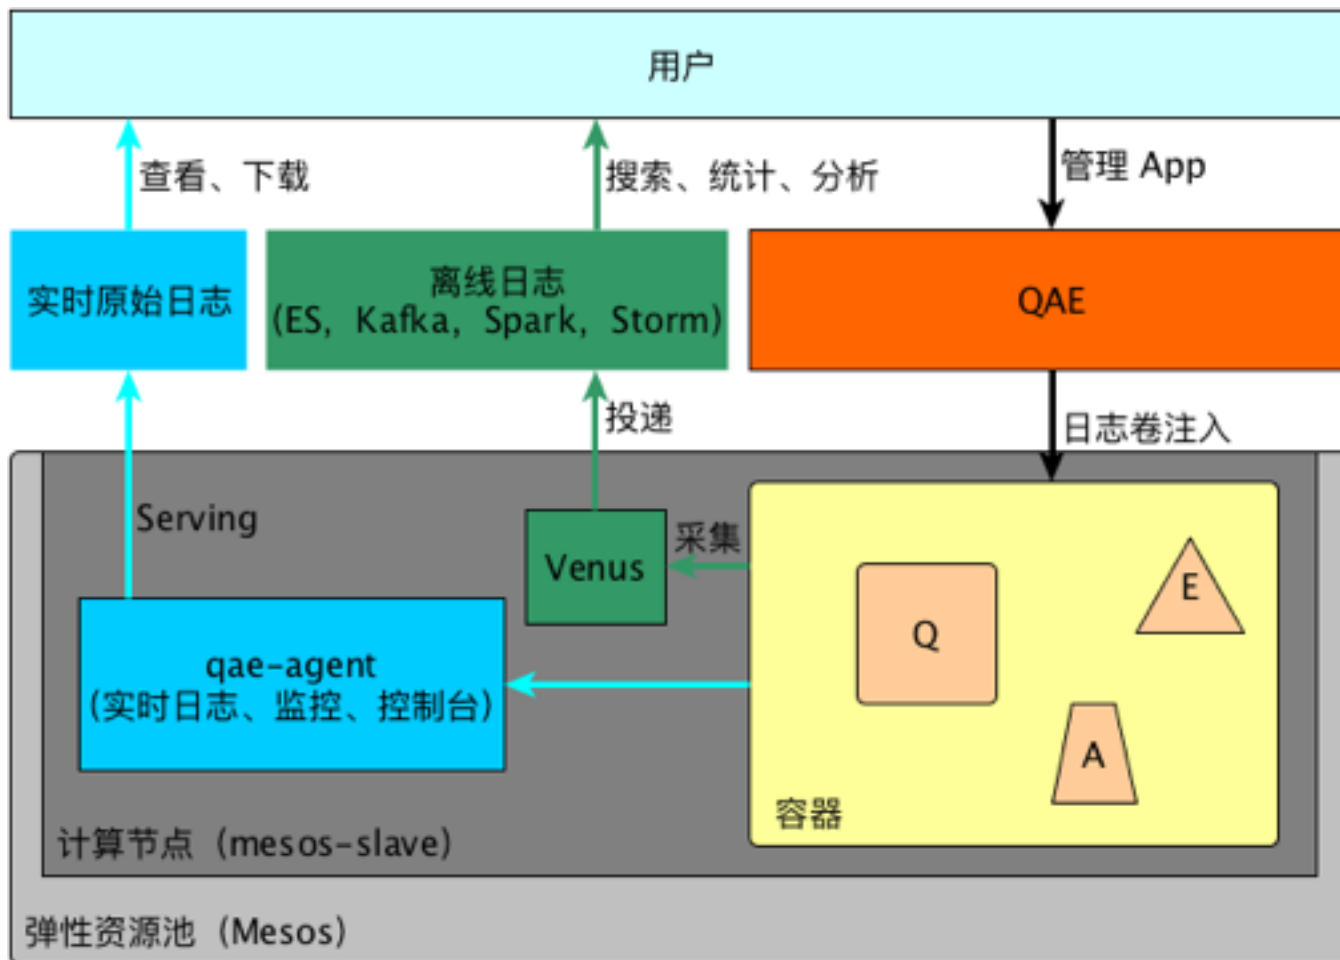 用户
查看、下载
搜索、统计、分析
管理 App
实时原始日志
离线日志
(ES, Kafka, Spark, Storm)
QAE
投递
日志卷注入
Serving
Venus
采集
qae-agent
(实时日志、监控、控制台)
Q
E
A
容器
计算节点 (mesos-slave)
弹性资源池 (Mesos)